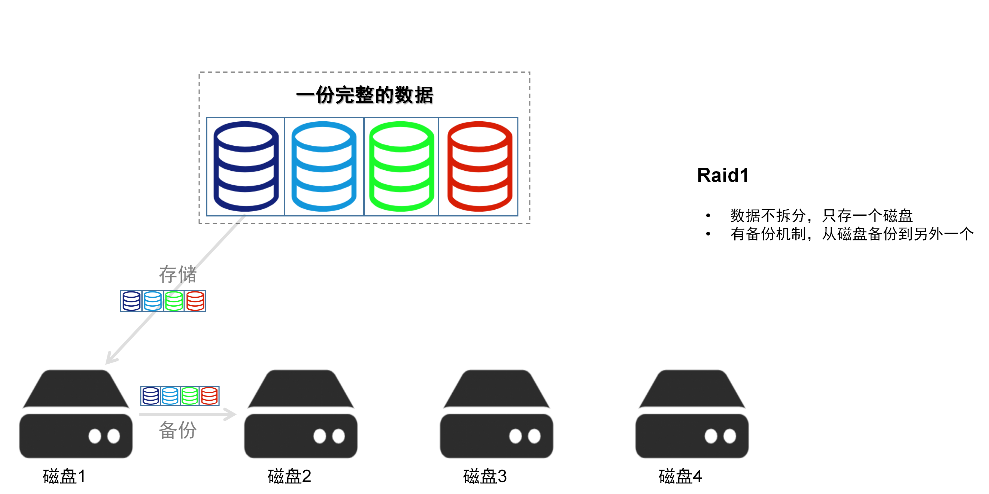 一份完整的数据
Raid1
• 数据不拆分，只存一个磁盘
• 有备份机制，从磁盘备份到另外一个
存储
备份
磁盘1
磁盘2
磁盘3
磁盘4